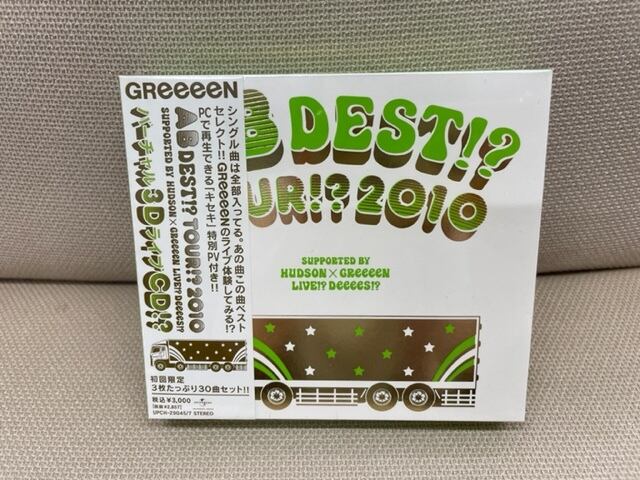 GReeeeN
AB DEST!? TOUR!? 2010
SUPPORTED BY HUDSON×GReeeeN LIVE!? DeeeeS!?
バーチャル3DライブCD!?
シングル曲は全部入ってる。あの曲この曲ベスト
セレクト!! GReeeeNのライブ体験してみる!?
PCで再生できる「キセキ」特別PV付き!!
初回限定
3枚たっぷり30曲セット!!
税込¥3,000
[税抜¥2,857]
UPCH-29045/7 STEREO
UNIVERSAL
B DEST!?
UR!? 2010
SUPPORTED BY
HUDSON×GReeeeN
LIVE!? DeeeeS!?